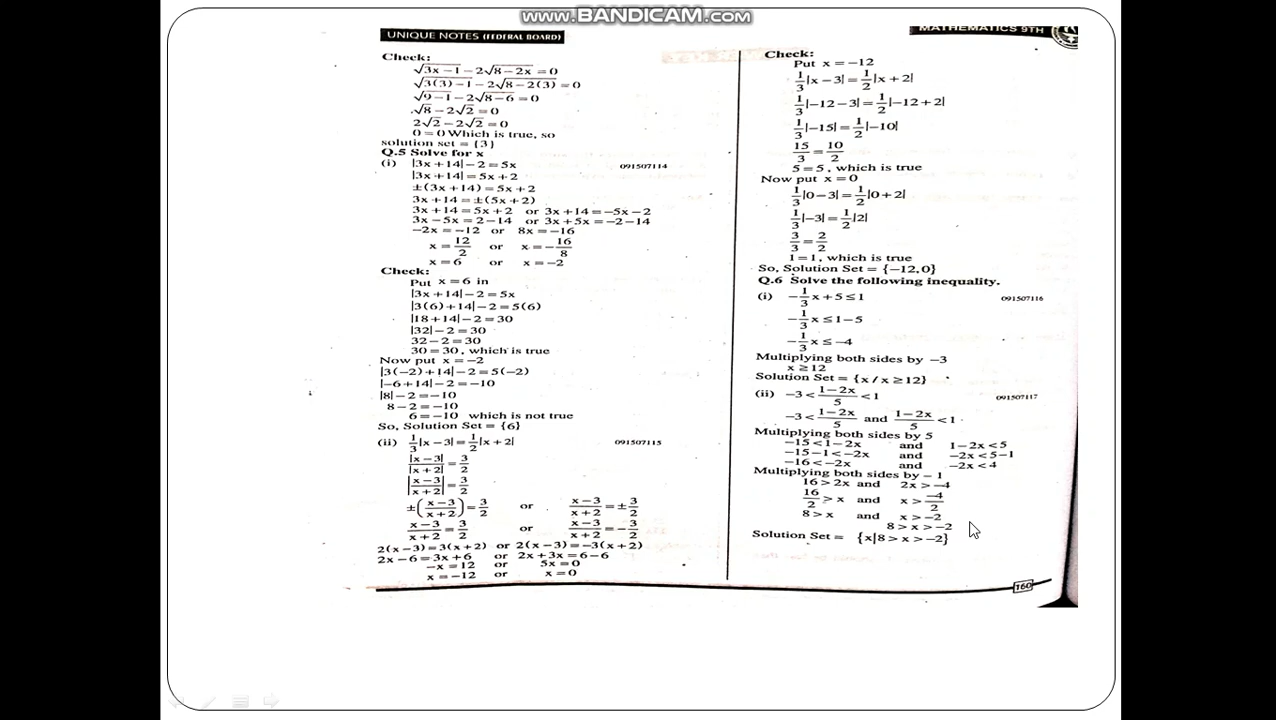 www.BANDICAM.com
UNIQUE NOTES (FEDERAL BOARD)
MATHEMATICS 9TH
Check:
√(3x−1) − 2√(8−2x) = 0
√(3(3)−1) − 2√(8−2(3)) = 0
√(9−1) − 2√(8−6) = 0
√8 − 2√2 = 0
2√2 − 2√2 = 0
0 = 0 Which is true, so
solution set = {3}
Q.5 Solve for x
(i) |3x+14|−2=5x 091507114
|3x+14|=5x+2
±(3x+14)=5x+2
3x+14=±(5x+2)
3x+14=5x+2 or 3x+14=−5x−2
3x−5x=2−14 or 3x+5x=−2−14
−2x=−12 or 8x=−16
x=12/2 or x=−16/8
x=6 or x=−2
Check:
Put x=6 in
|3x+14|−2=5x
|3(6)+14|−2=5(6)
|18+14|−2=30
|32|−2=30
32−2=30
30=30, which is true
Now put x=−2
|3(−2)+14|−2=5(−2)
|−6+14|−2=−10
|8|−2=−10
8−2=−10
6=−10 which is not true
So, Solution Set = {6}
(ii) 1/3|x−3|=1/2|x+2| 091507115
|x−3|/|x+2|=3/2
|(x−3)/(x+2)|=3/2
±((x−3)/(x+2))=3/2 or (x−3)/(x+2)=±3/2
(x−3)/(x+2)=3/2 or (x−3)/(x+2)=−3/2
2(x−3)=3(x+2) or 2(x−3)=−3(x+2)
2x−6=3x+6 or 2x+3x=6−6
−x=12 or 5x=0
x=−12 or x=0
Check:
Put x=−12
1/3|x−3|=1/2|x+2|
1/3|−12−3|=1/2|−12+2|
1/3|−15|=1/2|−10|
15/3=10/2
5=5, which is true
Now put x=0
1/3|0−3|=1/2|0+2|
1/3|−3|=1/2|2|
3/3=2/2
1=1, which is true
So, Solution Set = {−12,0}
Q.6 Solve the following inequality.
(i) −1/3x+5≤1 091507116
−1/3x≤1−5
−1/3x≤−4
Multiplying both sides by −3
x≥12
Solution Set = {x/x≥12}
(ii) −3<(1−2x)/5<1 091507117
−3<(1−2x)/5 and (1−2x)/5<1
Multiplying both sides by 5
−15<1−2x and 1−2x<5
−15−1<−2x and −2x<5−1
−16<−2x and −2x<4
Multiplying both sides by −1
16>2x and 2x>−4
16/2>x and x>−4/2
8>x and x>−2
8>x>−2
Solution Set = {x|8>x>−2}
160